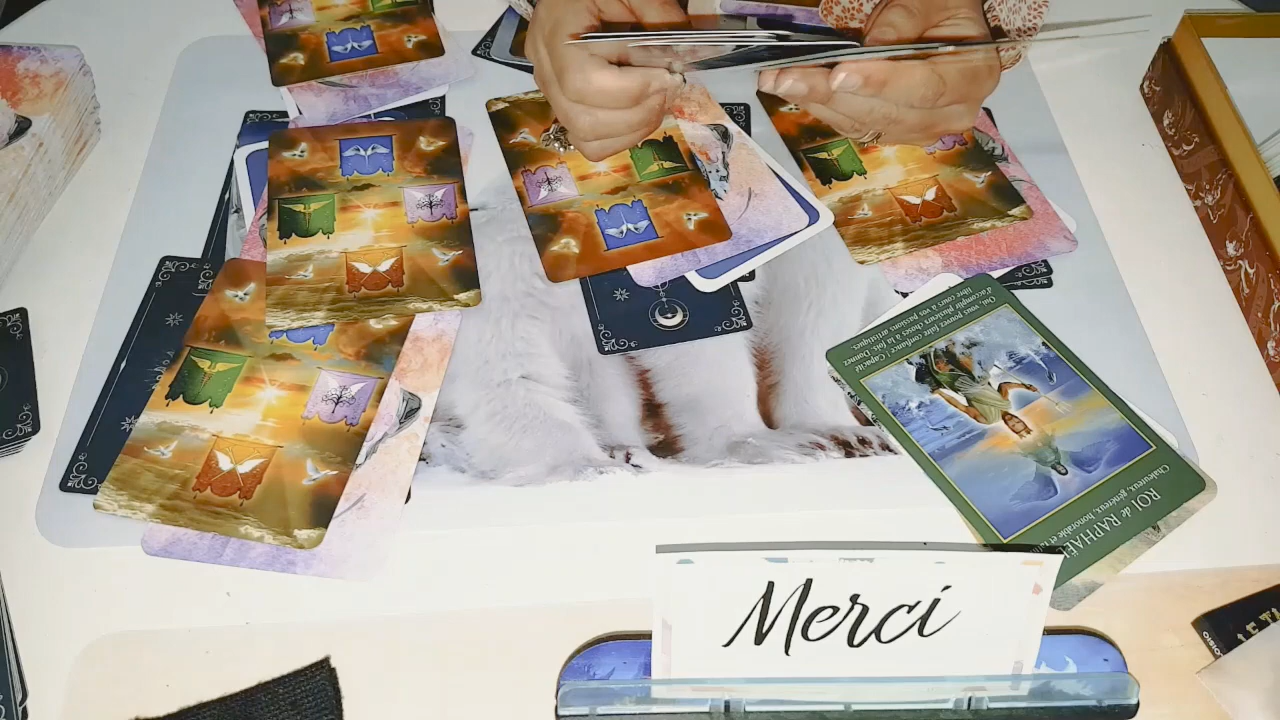 Oui, vous pouvez faire confiance! Capacité
d'accomplir plusieurs choses à la fois. Donnez
libre cours à vos passions artistiques.
Chaleureux, généreux, honorable et
ROI de RAPHAËL
Merci